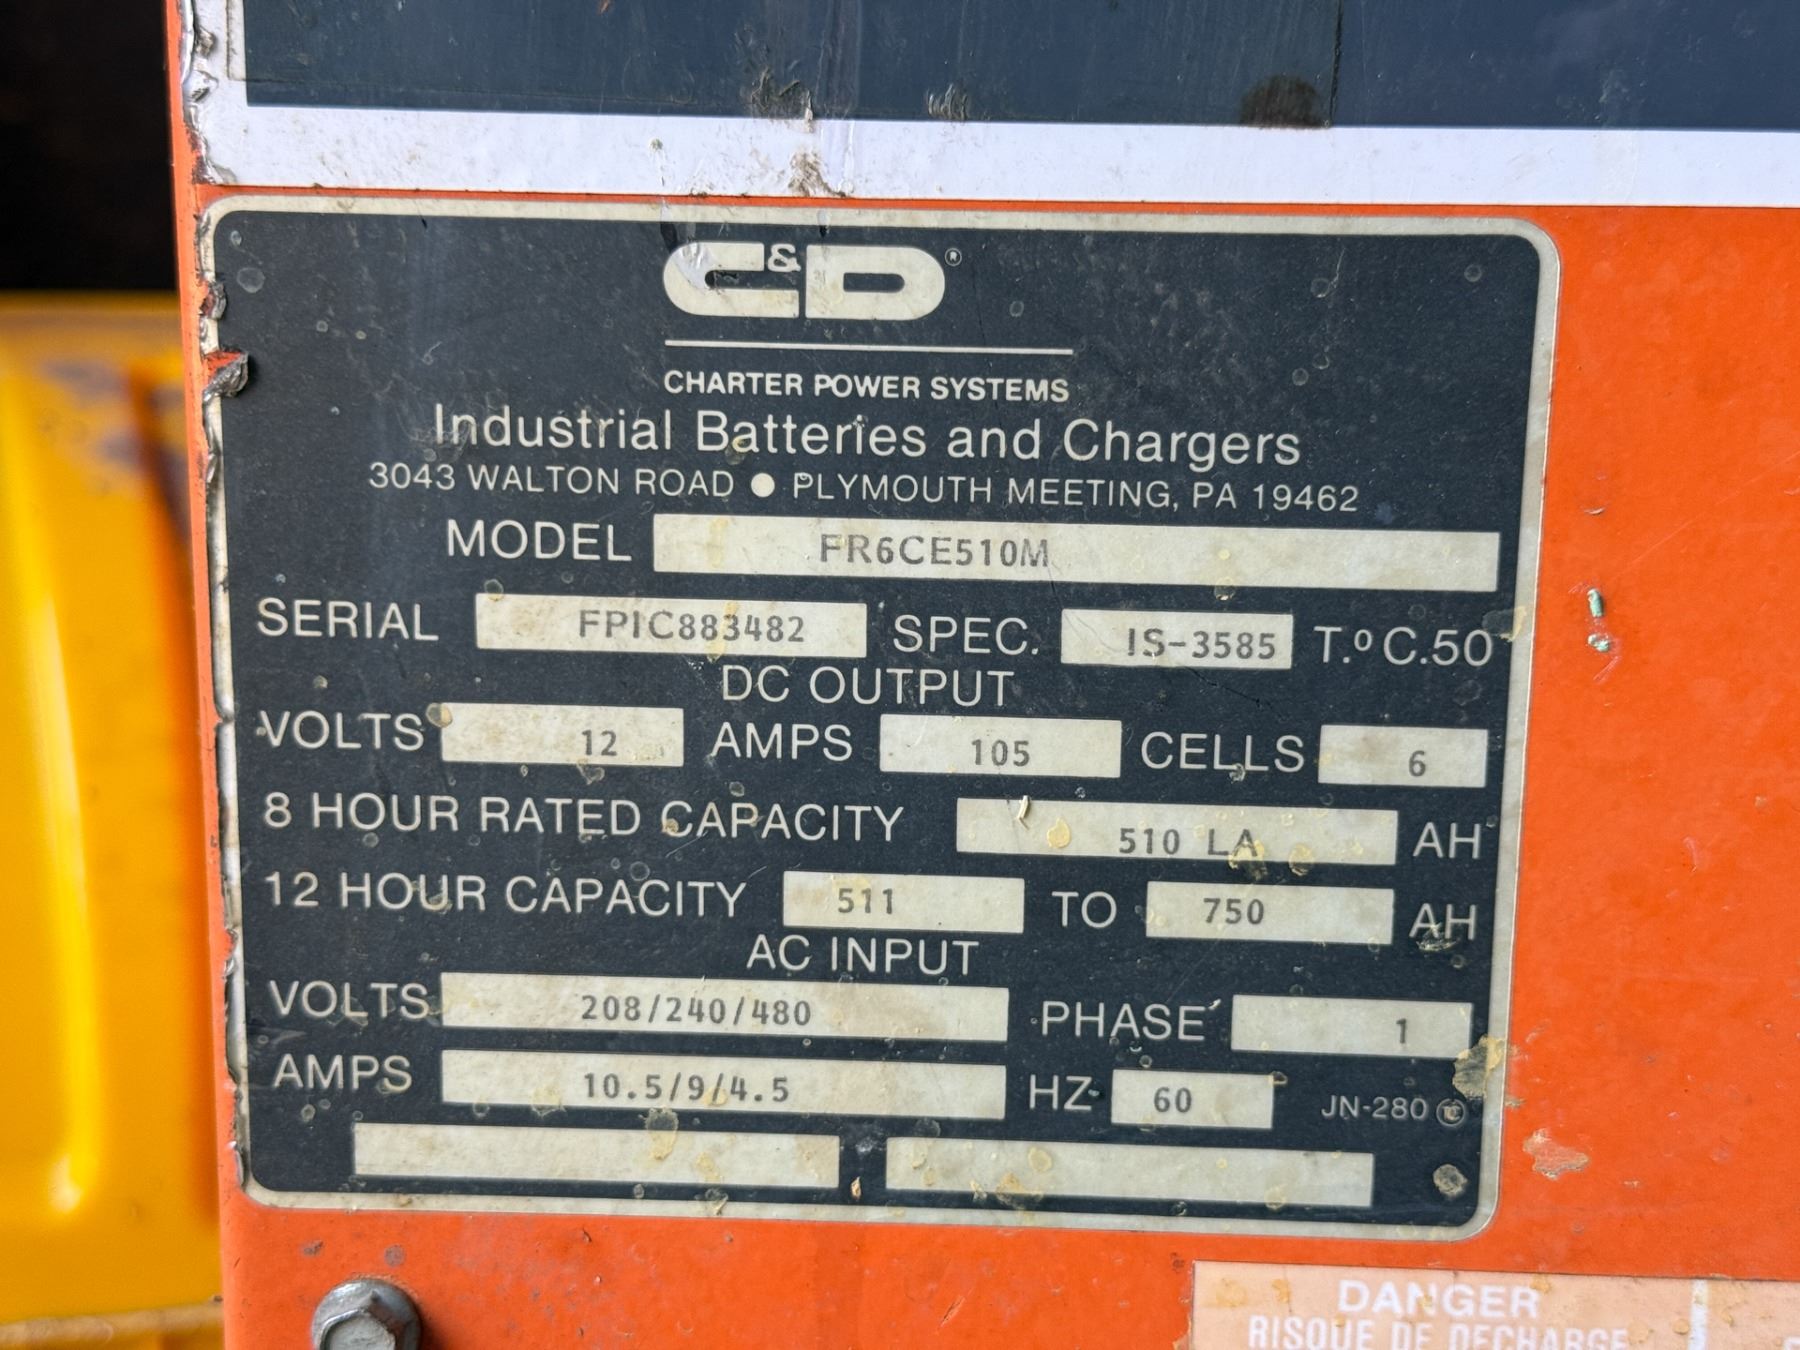 C&D®
CHARTER POWER SYSTEMS
Industrial Batteries and Chargers
3043 WALTON ROAD ● PLYMOUTH MEETING, PA 19462
MODEL FR6CE510M
SERIAL FPIC883482 SPEC. IS-3585 T.º C.50
DC OUTPUT
VOLTS 12 AMPS 105 CELLS 6
8 HOUR RATED CAPACITY 510 LA AH
12 HOUR CAPACITY 511 TO 750 AH
AC INPUT
VOLTS 208/240/480 PHASE 1
AMPS 10.5/9/4.5 HZ 60 JN-280
DANGER
RISQUE DE DECHARGE